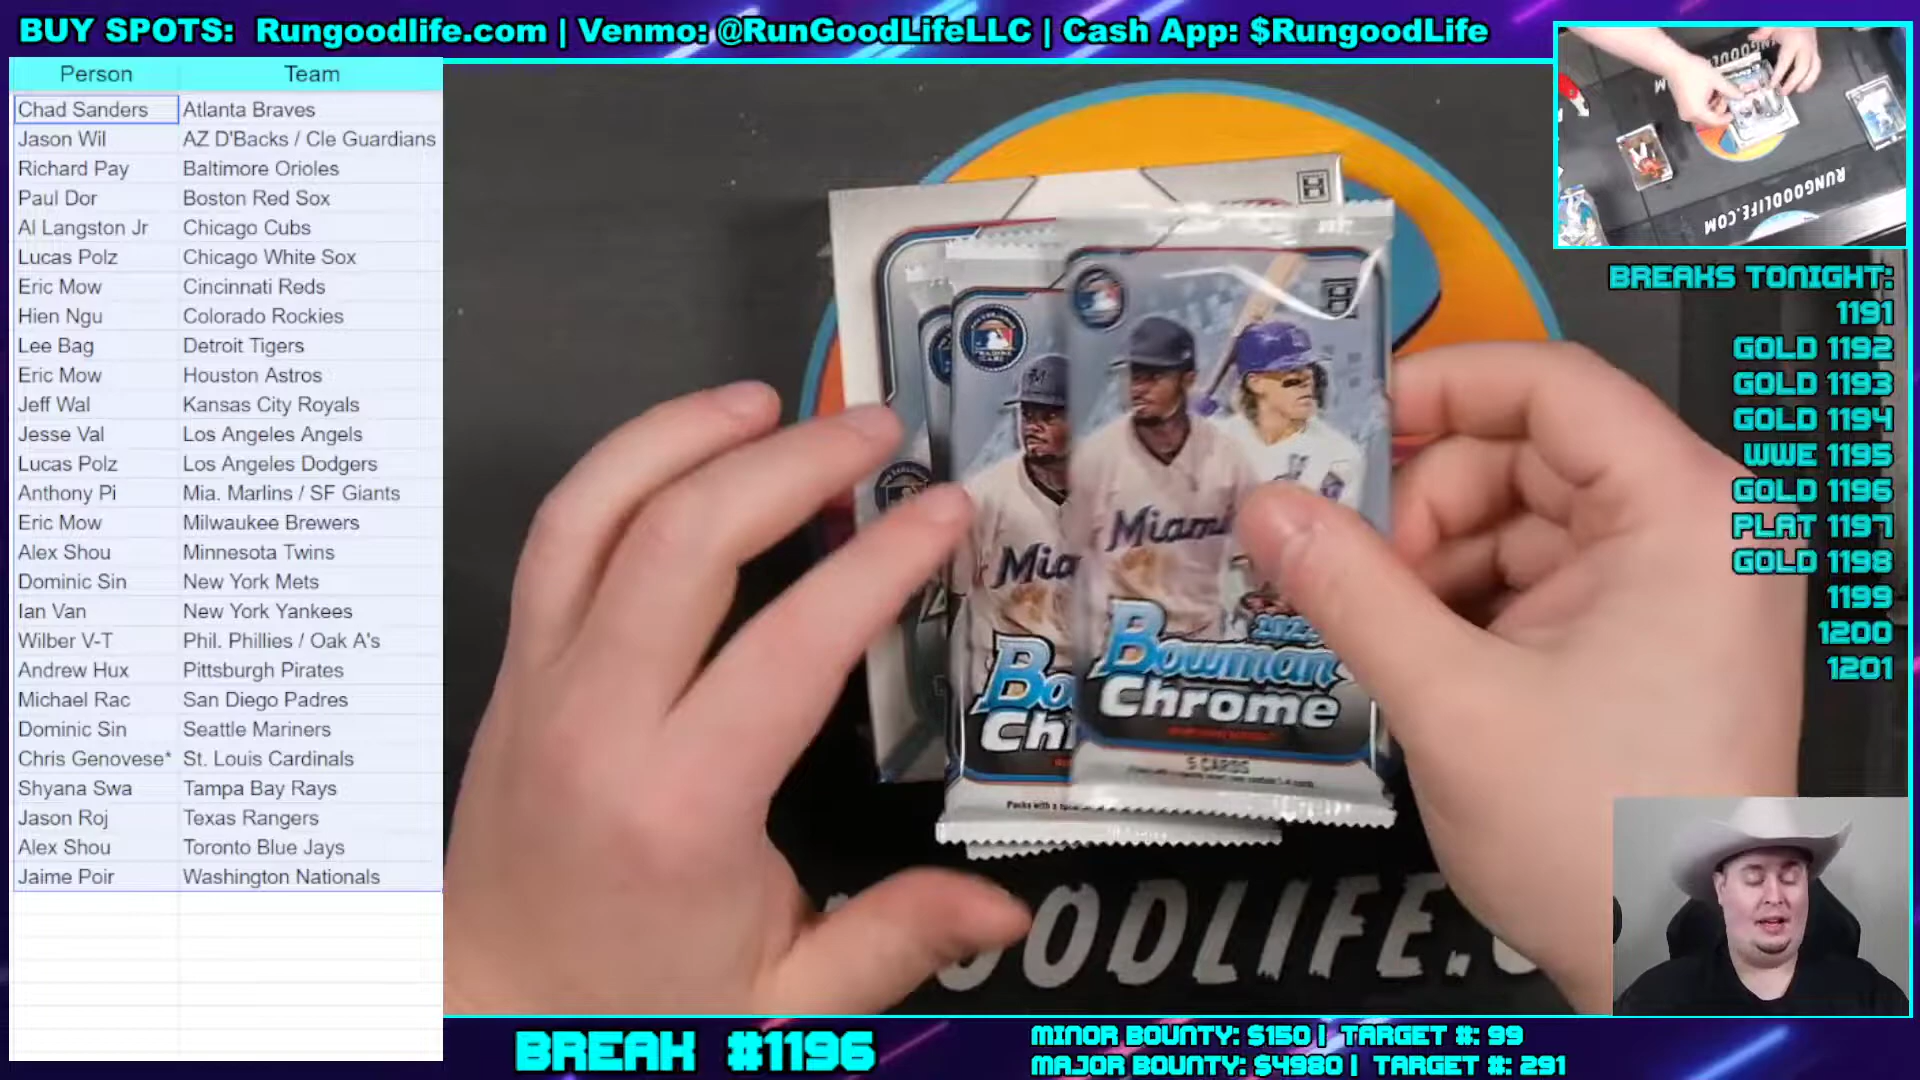 BUY SPOTS: Rungoodlife.com | Venmo: @RunGoodLifeLLC | Cash App: $RungoodLife
Person Team
Chad Sanders Atlanta Braves
Jason Wil AZ D'Backs / Cle Guardians
Richard Pay Baltimore Orioles
Paul Dor Boston Red Sox
Al Langston Jr Chicago Cubs
Lucas Polz Chicago White Sox
Eric Mow Cincinnati Reds
Hien Ngu Colorado Rockies
Lee Bag Detroit Tigers
Eric Mow Houston Astros
Jeff Wal Kansas City Royals
Jesse Val Los Angeles Angels
Lucas Polz Los Angeles Dodgers
Anthony Pi Mia. Marlins / SF Giants
Eric Mow Milwaukee Brewers
Alex Shou Minnesota Twins
Dominic Sin New York Mets
Ian Van New York Yankees
Wilber V-T Phil. Phillies / Oak A's
Andrew Hux Pittsburgh Pirates
Michael Rac San Diego Padres
Dominic Sin Seattle Mariners
Chris Genovese* St. Louis Cardinals
Shyana Swa Tampa Bay Rays
Jason Roj Texas Rangers
Alex Shou Toronto Blue Jays
Jaime Poir Washington Nationals
Miami
Bowman
Chrome
5 CARDS
Mia
Bo
Ch
OODLIFE.
RUNGOODLIFE.COM
BREAKS TONIGHT:
1191
GOLD 1192
GOLD 1193
GOLD 1194
WWE 1195
GOLD 1196
PLAT 1197
GOLD 1198
1199
1200
1201
BREAK #1196
MINOR BOUNTY: $150 | TARGET #: 99
MAJOR BOUNTY: $4980 | TARGET #: 291